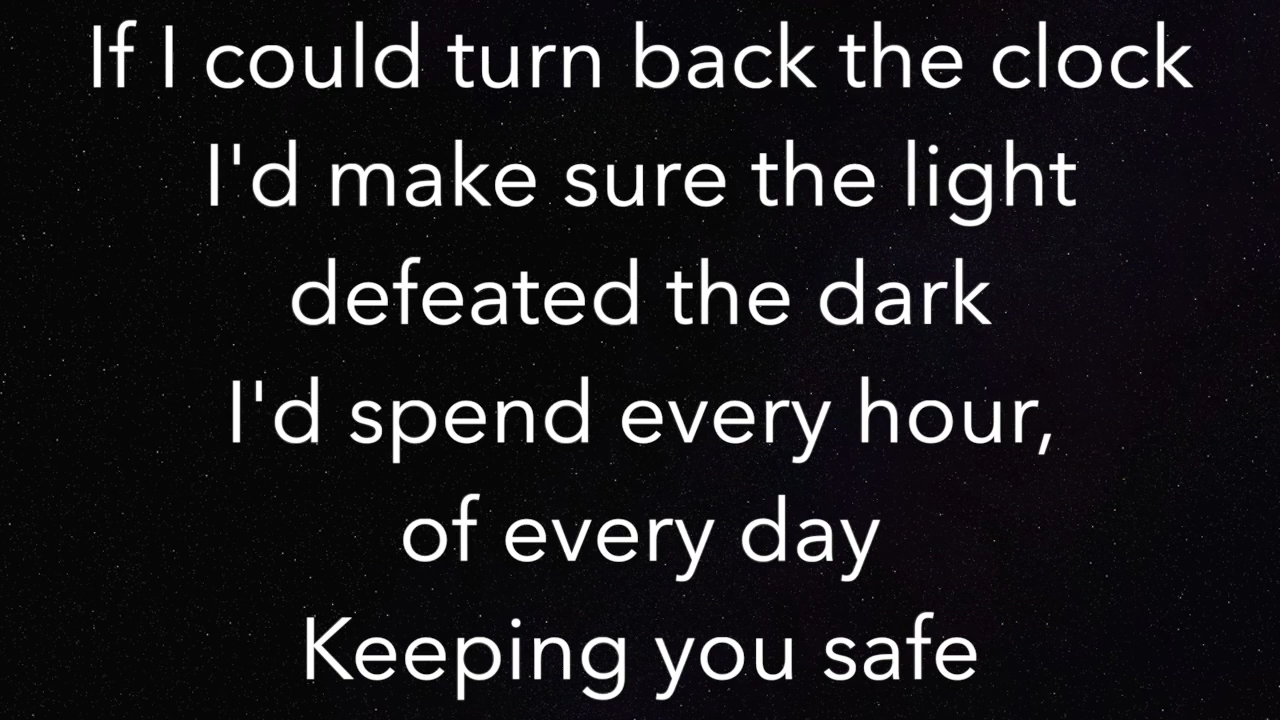 If I could turn back the clock
I'd make sure the light
defeated the dark
I'd spend every hour,
of every day
Keeping you safe